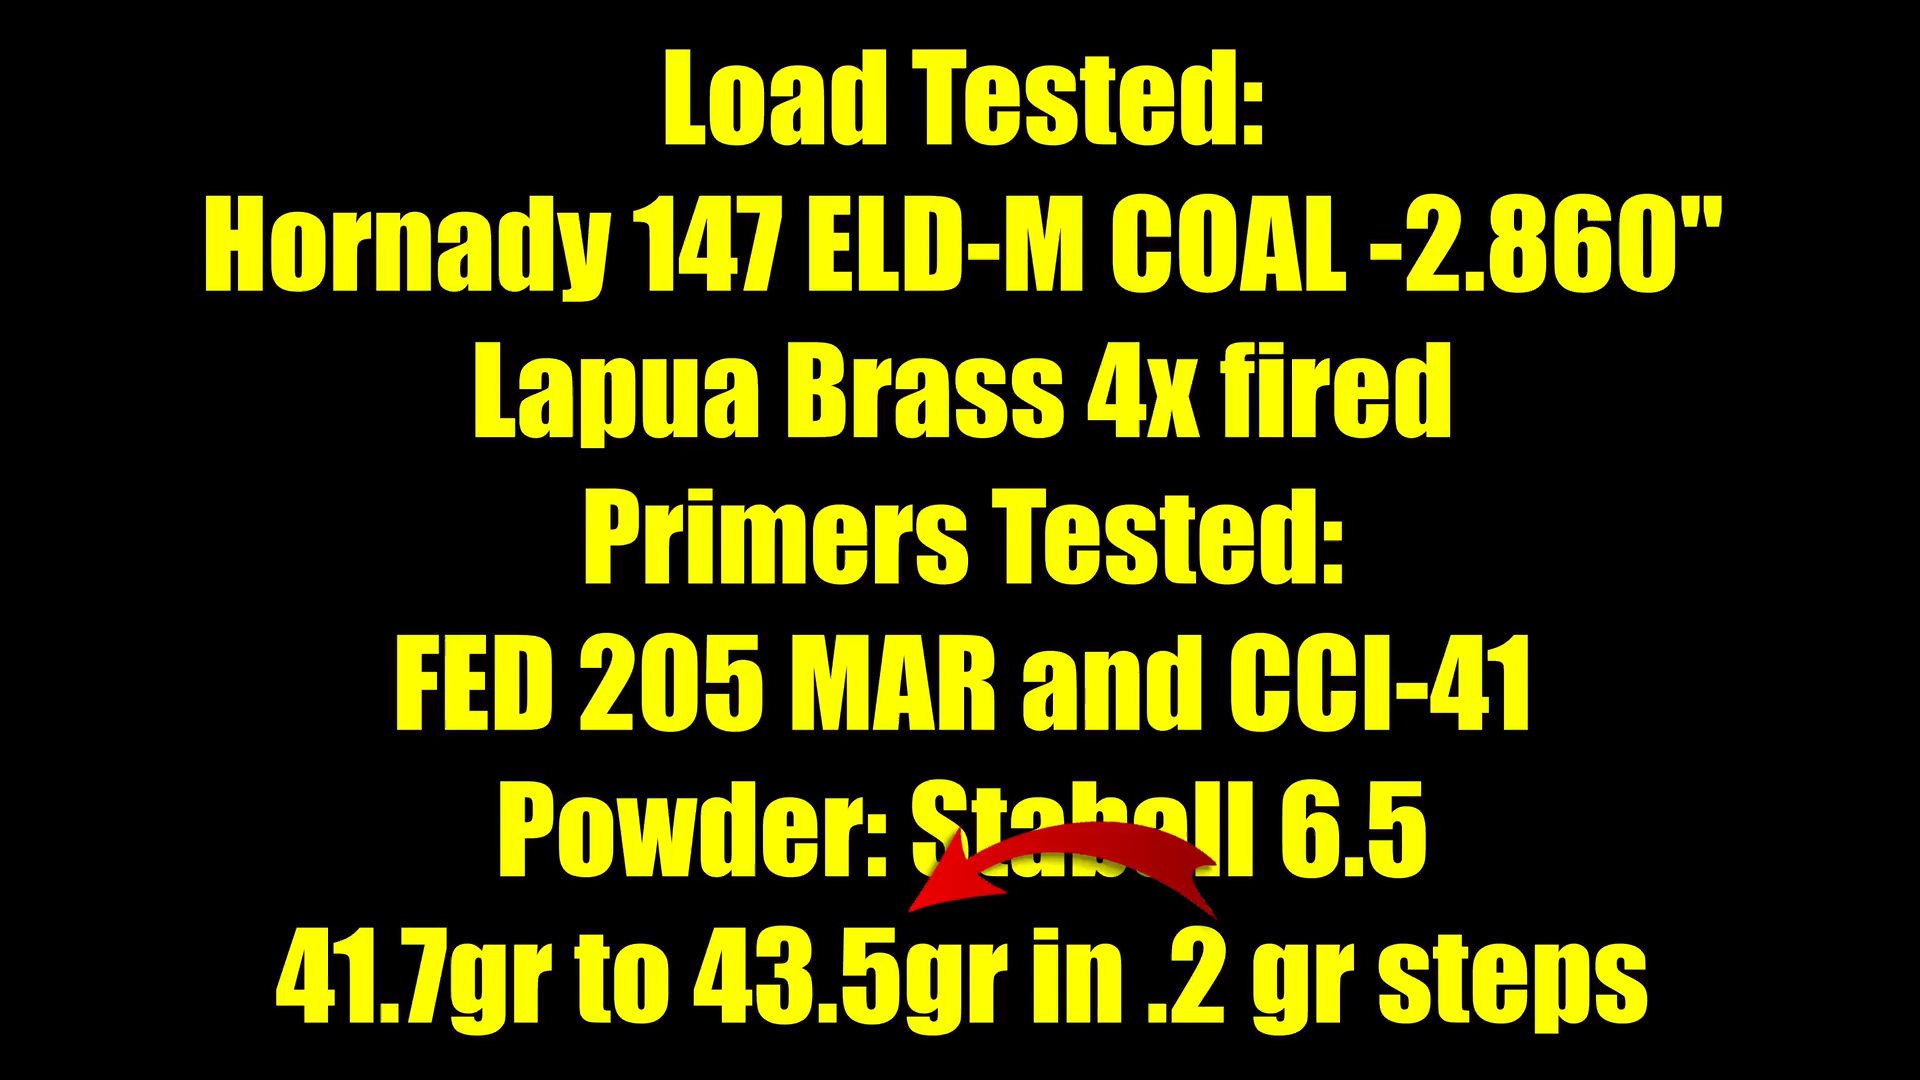 Load Tested:
Hornady 147 ELD-M COAL -2.860"
Lapua Brass 4x fired
Primers Tested:
FED 205 MAR and CCI-41
Powder: Staball 6.5
41.7gr to 43.5gr in .2 gr steps